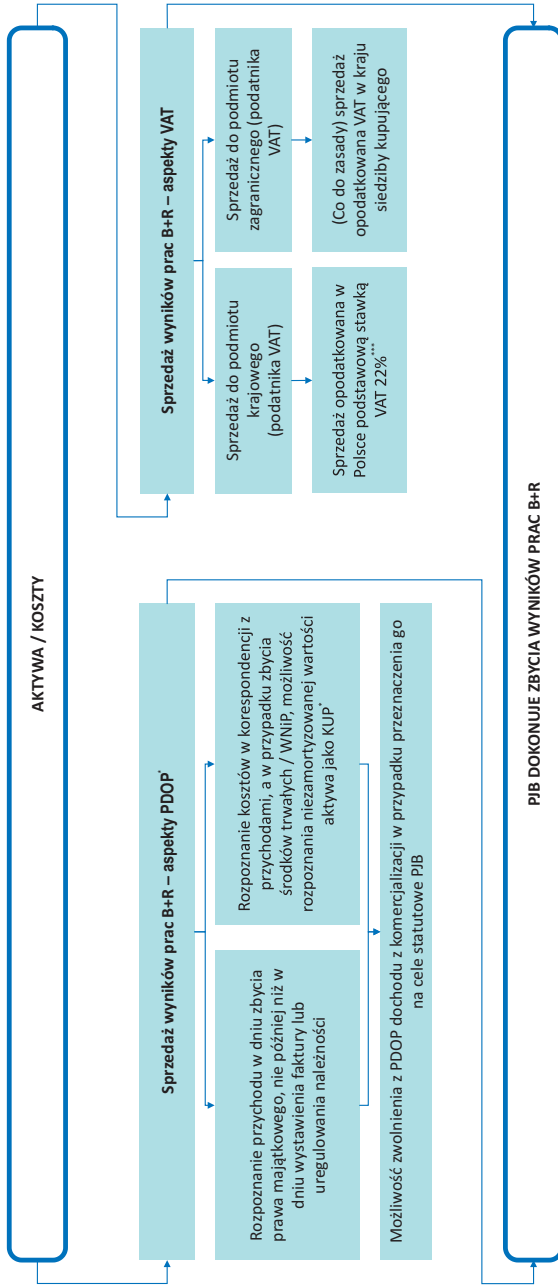 AKTYWA / KOSZTY
Sprzedaż wyników prac B+R – aspekty PDOP*
Rozpoznanie przychodu w dniu zbycia
prawa majątkowego, nie później niż w
dniu wystawienia faktury lub
uregulowania należności
Rozpoznanie kosztów w korespondencji z
przychodami, a w przypadku zbycia
środków trwałych / WNiP, możliwość
rozpoznania niezamortyzowanej wartości
aktywa jako KUP*
Możliwość zwolnienia z PDOP dochodu z komercjalizacji w przypadku przeznaczenia go
na cele statutowe PJB
Sprzedaż wyników prac B+R – aspekty VAT
Sprzedaż do podmiotu
krajowego
(podatnika VAT)
Sprzedaż do podmiotu
zagranicznego (podatnika
VAT)
Sprzedaż opodatkowana w
Polsce podstawową stawką
VAT 22%***
(Co do zasady) sprzedaż
opodatkowana VAT w kraju
siedziby kupującego
PJB DOKONUJE ZBYCIA WYNIKÓW PRAC B+R